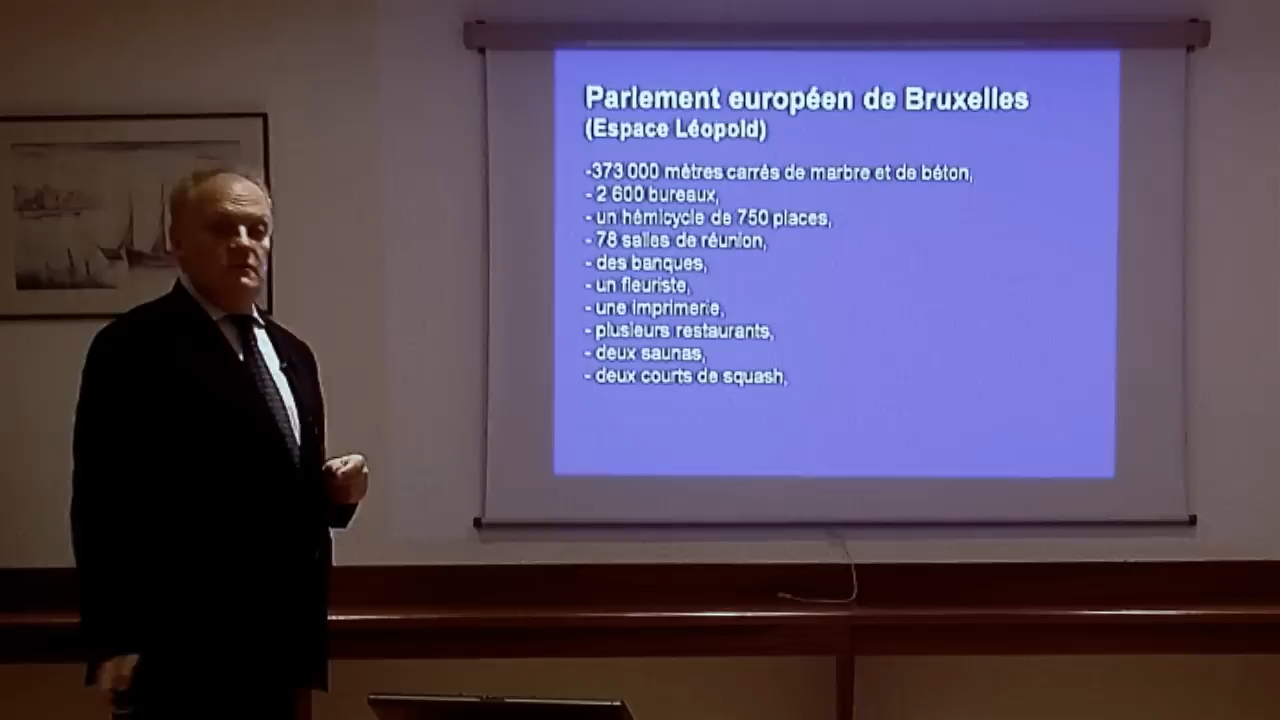 Parlement européen de Bruxelles
(Espace Léopold)
-373 000 mètres carrés de marbre et de béton,
- 2 600 bureaux,
- un hémicycle de 750 places,
- 78 salles de réunion,
- des banques,
- un fleuriste,
- une imprimerie,
- plusieurs restaurants,
- deux saunas,
- deux courts de squash,